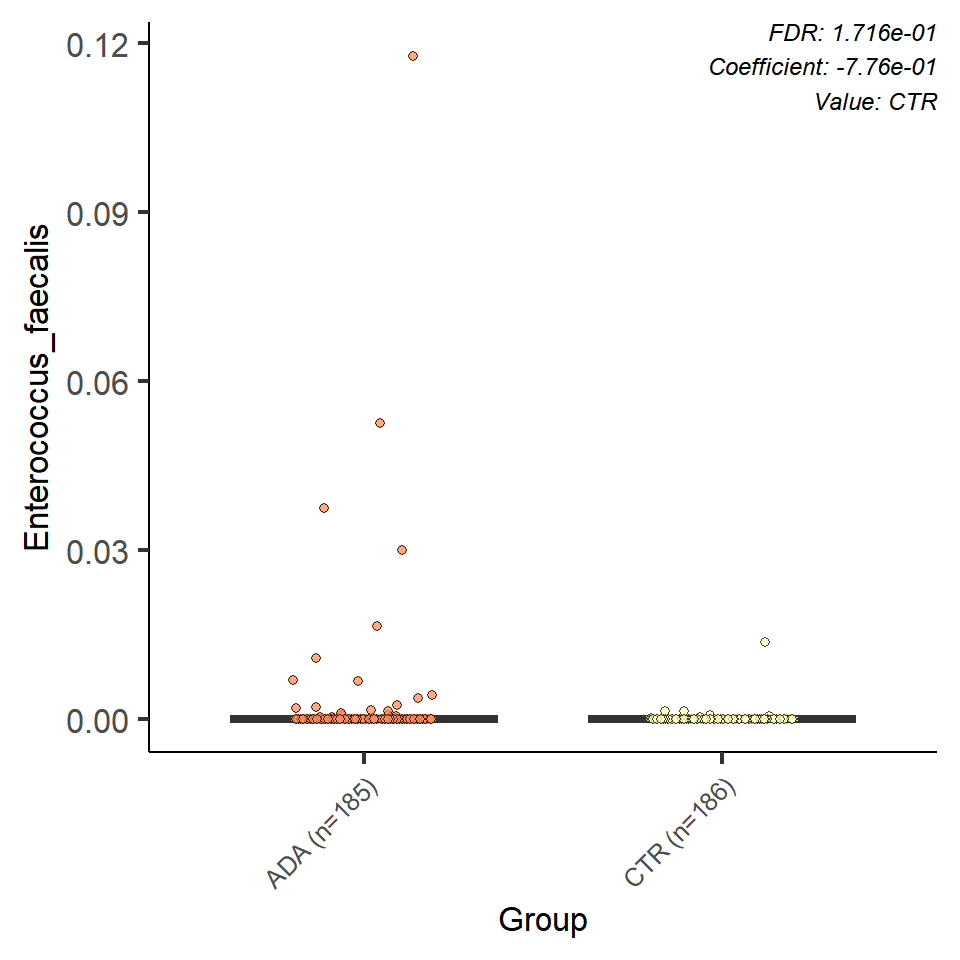 FDR: 1.716e-01
Coefficient: -7.76e-01
Value: CTR
0.12
0.09
0.06
0.03
0.00
Enterococcus_faecalis
ADA (n=185)
CTR (n=186)
Group